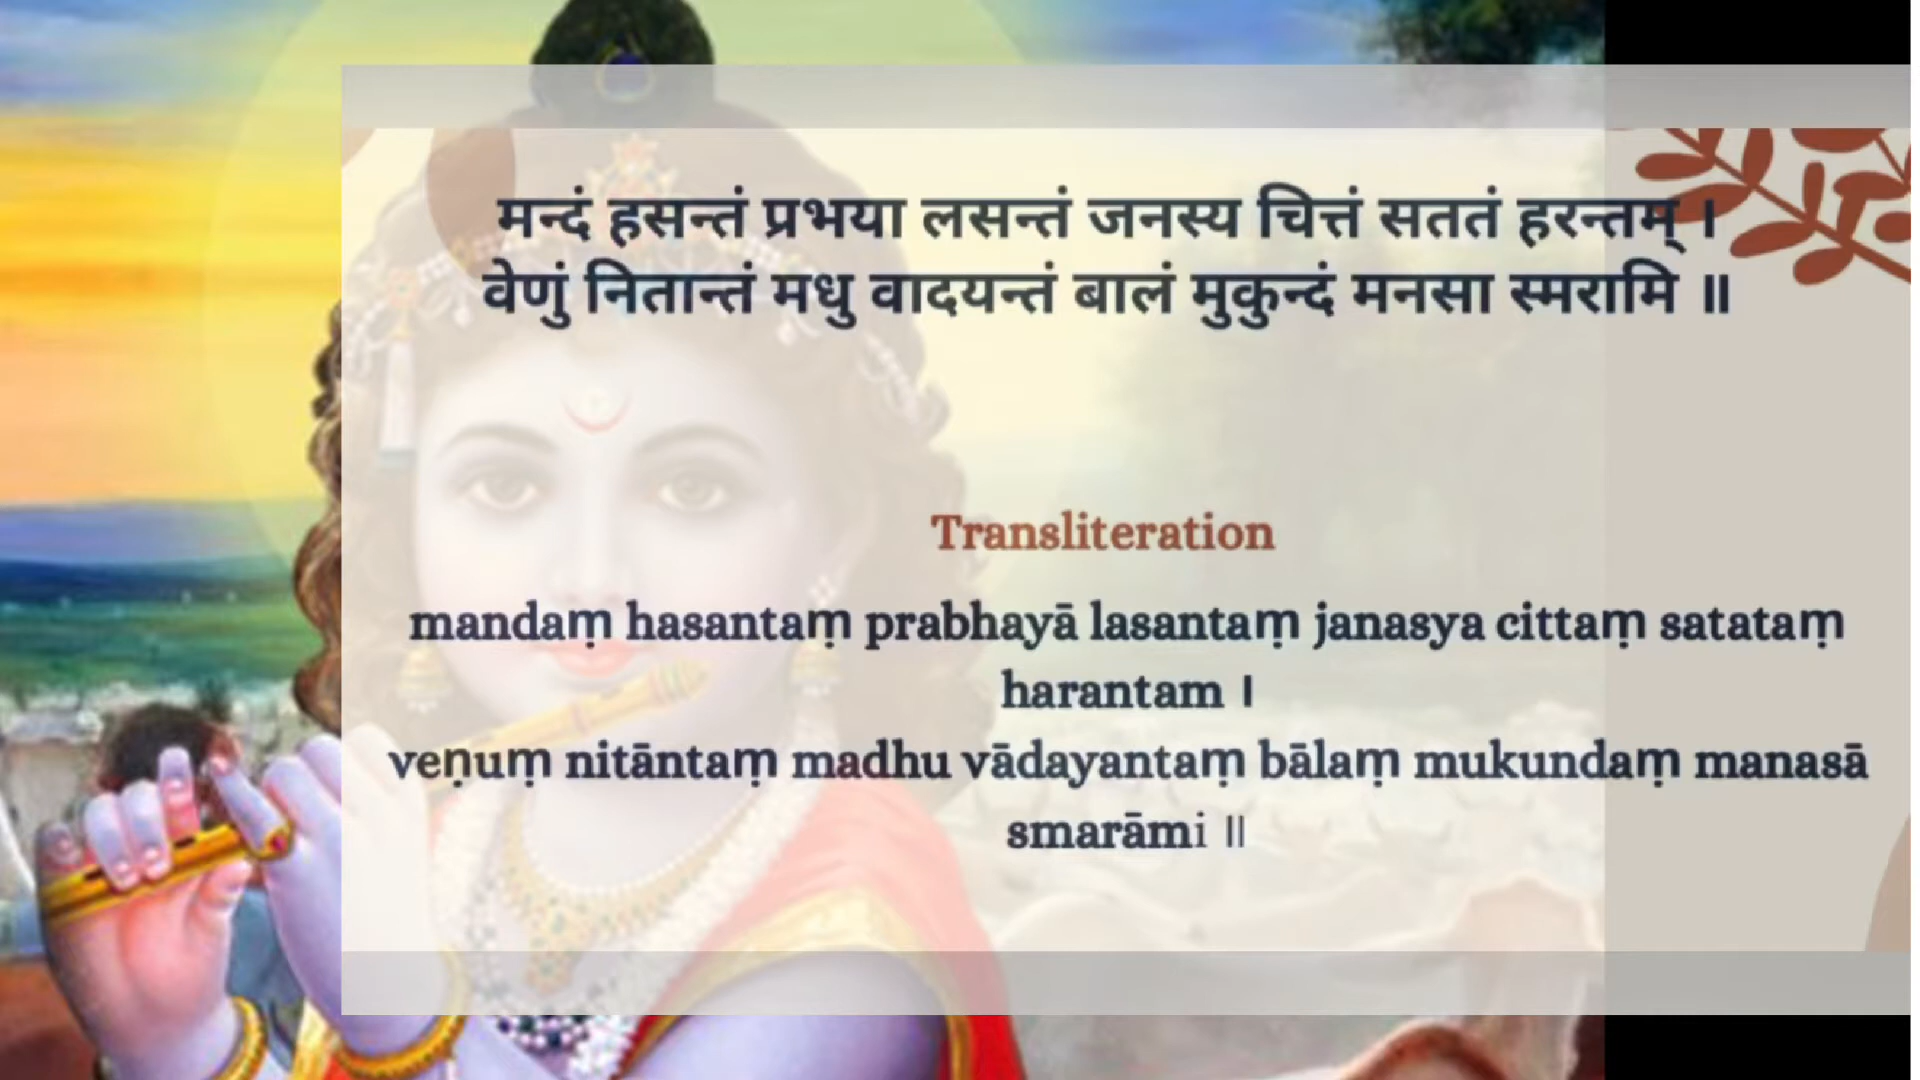 मन्दं हसन्तं प्रभया लसन्तं जनस्य चित्तं सततं हरन्तम् ।
वेणुं नितान्तं मधु वादयन्तं बालं मुकुन्दं मनसा स्मरामि ॥
Transliteration
mandaṃ hasantaṃ prabhayā lasantaṃ janasya cittaṃ satataṃ
harantam ।
veṇuṃ nitāntaṃ madhu vādayantaṃ bālaṃ mukundaṃ manasā
smarāmi ॥